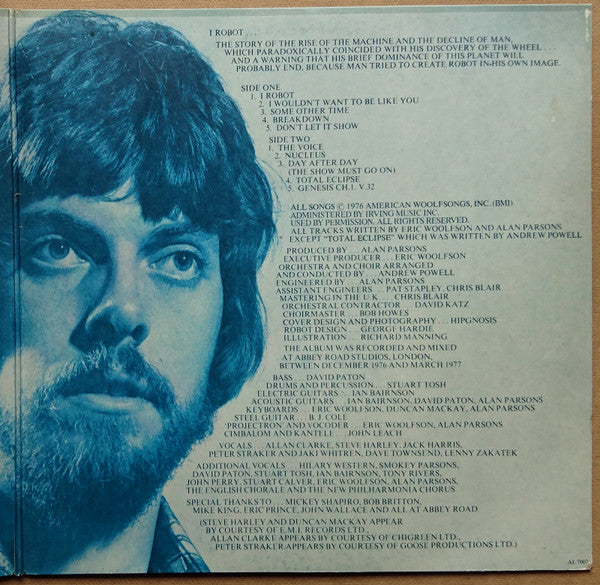 I ROBOT . . .
THE STORY OF THE RISE OF THE MACHINE AND THE DECLINE OF MAN,
WHICH PARADOXICALLY COINCIDED WITH HIS DISCOVERY OF THE WHEEL . . .
AND A WARNING THAT HIS BRIEF DOMINANCE OF THIS PLANET WILL
PROBABLY END, BECAUSE MAN TRIED TO CREATE ROBOT IN HIS OWN IMAGE.
SIDE ONE
1. I ROBOT
2. I WOULDN'T WANT TO BE LIKE YOU
3. SOME OTHER TIME
4. BREAKDOWN
5. DON'T LET IT SHOW
SIDE TWO
1. THE VOICE
2. NUCLEUS
3. DAY AFTER DAY
(THE SHOW MUST GO ON)
4. TOTAL ECLIPSE
5. GENESIS CH.1. V.32
ALL SONGS ℗ 1976 AMERICAN WOOLFSONGS, INC. (BMI)
ADMINISTERED BY IRVING MUSIC INC.
USED BY PERMISSION. ALL RIGHTS RESERVED.
ALL TRACKS WRITTEN BY ERIC WOOLFSON AND ALAN PARSONS
EXCEPT "TOTAL ECLIPSE" WHICH WAS WRITTEN BY ANDREW POWELL
PRODUCED BY . . . ALAN PARSONS
EXECUTIVE PRODUCER . . . ERIC WOOLFSON
ORCHESTRA AND CHOIR ARRANGED
AND CONDUCTED BY . . . ANDREW POWELL
ENGINEERED BY . . . ALAN PARSONS
ASSISTANT ENGINEERS . . . PAT STAPLEY, CHRIS BLAIR
MASTERING IN THE U.K. . . . CHRIS BLAIR
ORCHESTRAL CONTRACTOR . . . DAVID KATZ
CHOIRMASTER . . . BOB HOWES
COVER DESIGN AND PHOTOGRAPHY . . . HIPGNOSIS
ROBOT DESIGN . . . GEORGE HARDIE
ILLUSTRATION . . . RICHARD MANNING
THE ALBUM WAS RECORDED AND MIXED
AT ABBEY ROAD STUDIOS, LONDON,
BETWEEN DECEMBER 1976 AND MARCH 1977
BASS . . . DAVID PATON
DRUMS AND PERCUSSION . . . STUART TOSH
ELECTRIC GUITARS . . . IAN BAIRNSON
ACOUSTIC GUITARS . . . IAN BAIRNSON, DAVID PATON, ALAN PARSONS
KEYBOARDS . . . ERIC WOOLFSON, DUNCAN MACKAY, ALAN PARSONS
STEEL GUITAR . . . B.J. COLE
PROJECTRON AND VOCODER . . . ERIC WOOLFSON, ALAN PARSONS
CIMBALOM AND KANTELE . . . JOHN LEACH
VOCALS . . . ALLAN CLARKE, STEVE HARLEY, JACK HARRIS,
PETER STRAKER AND JAKI WHITREN, DAVE TOWNSEND, LENNY ZAKATEK
ADDITIONAL VOCALS . . . HILARY WESTERN, SMOKEY PARSONS,
DAVID PATON, STUART TOSH, IAN BAIRNSON, TONY RIVERS,
JOHN PERRY, STUART CALVER, ERIC WOOLFSON, ALAN PARSONS,
THE ENGLISH CHORALE AND THE NEW PHILHARMONIA CHORUS
SPECIAL THANKS TO . . . MICKEY SHAPIRO, BOB BRITTON,
MIKE KING, ERIC PRINCE, JOHN WALLACE AND ALL AT ABBEY ROAD
(STEVE HARLEY AND DUNCAN MACKAY APPEAR
BY COURTESY OF E.M.I. RECORDS LTD.,
ALLAN CLARKE APPEARS BY COURTESY OF CHIGREEN LTD.,
PETER STRAKER APPEARS BY COURTESY OF GOOSE PRODUCTIONS LTD.)
AL 7002